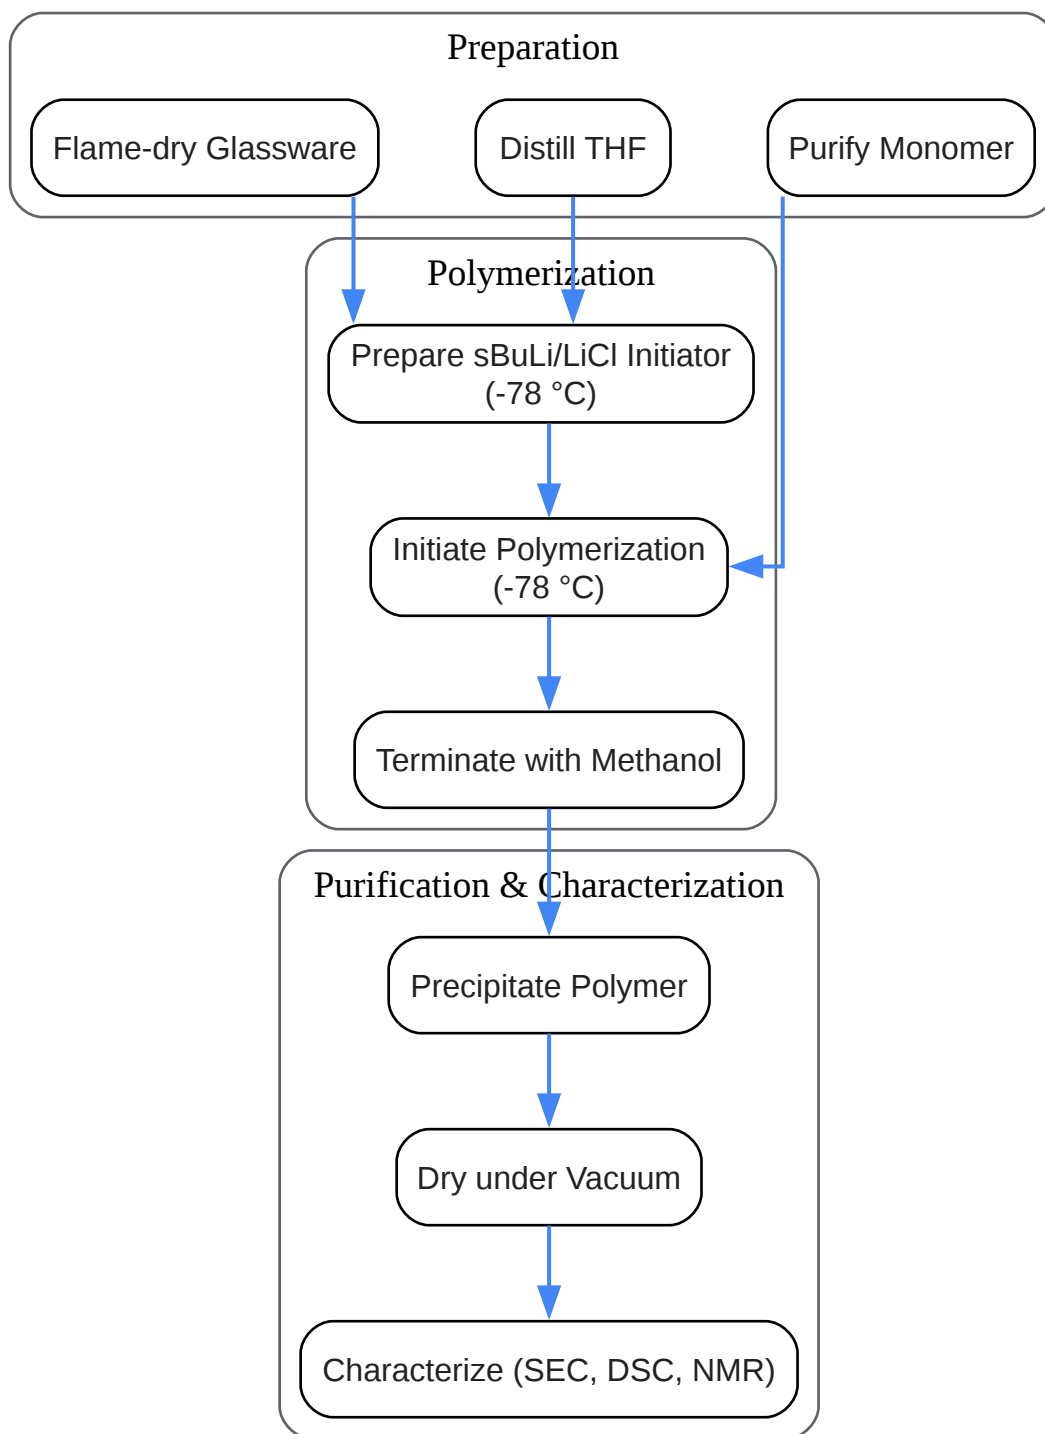 Preparation
Flame-dry Glassware
Distill THF
Purify Monomer
Polymerization
Prepare sBuLi/LiCl Initiator
(-78 °C)
Initiate Polymerization
(-78 °C)
Terminate with Methanol
Purification & Characterization
Precipitate Polymer
Dry under Vacuum
Characterize (SEC, DSC, NMR)